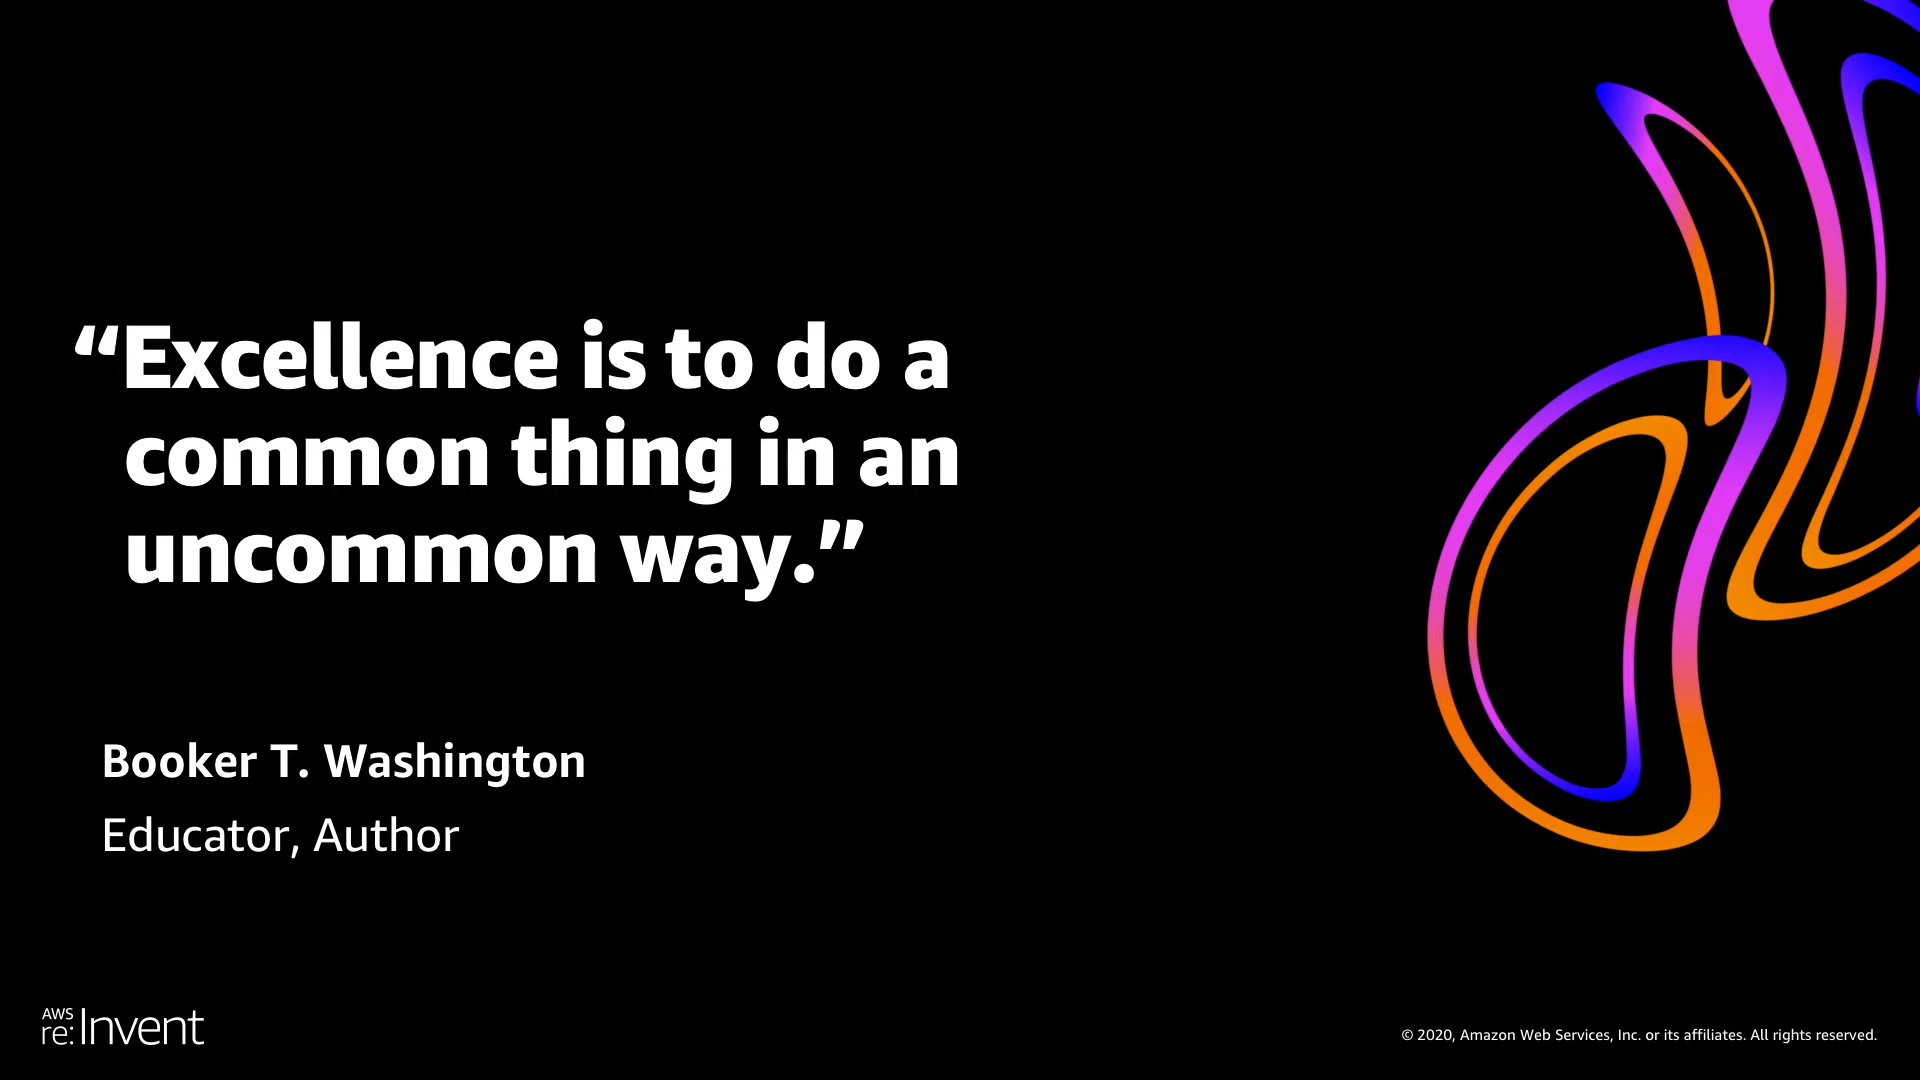 “Excellence is to do a
common thing in an
uncommon way.”
Booker T. Washington
Educator, Author
AWS
re:Invent
© 2020, Amazon Web Services, Inc. or its affiliates. All rights reserved.